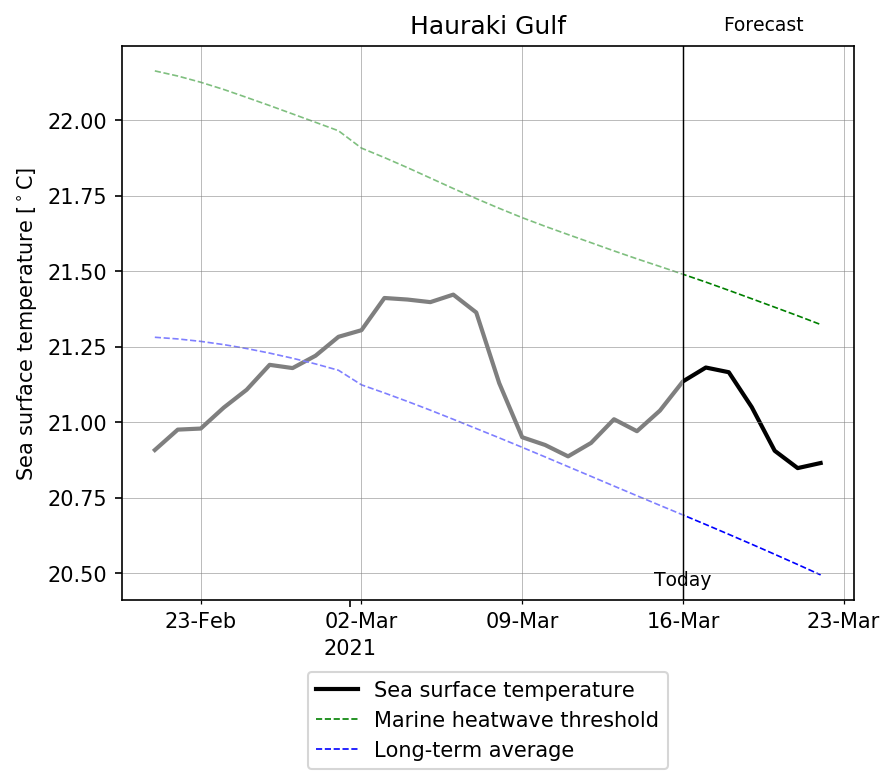 Hauraki Gulf
Forecast
Sea surface temperature [°C]
22.00
21.75
21.50
21.25
21.00
20.75
20.50
Today
23-Feb
02-Mar
09-Mar
16-Mar
23-Mar
2021
Sea surface temperature
Marine heatwave threshold
Long-term average